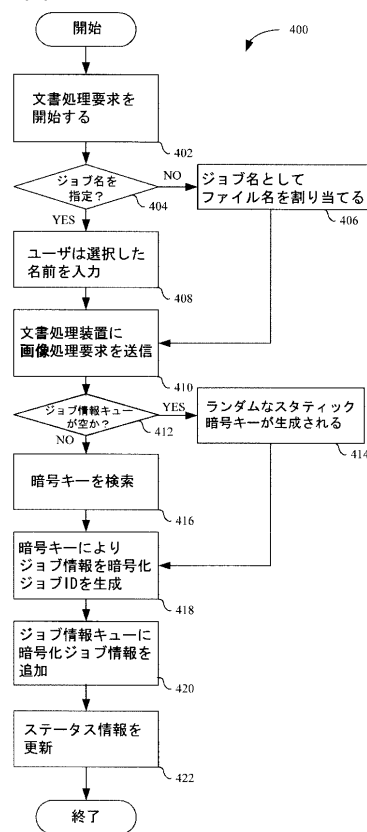 開始
400
文書処理要求を
開始する
402
ジョブ名を
指定？
404
NO
YES
ジョブ名として
ファイル名を割り当てる
406
ユーザは選択した
名前を入力
408
文書処理装置に
画像処理要求を送信
410
ジョブ情報キュー
が空か？
412
YES
NO
ランダムなスタティック
暗号キーが生成される
414
暗号キーを検索
416
暗号キーにより
ジョブ情報を暗号化
ジョブIDを生成
418
ジョブ情報キューに
暗号化ジョブ情報を
追加
420
ステータス情報を
更新
422
終了